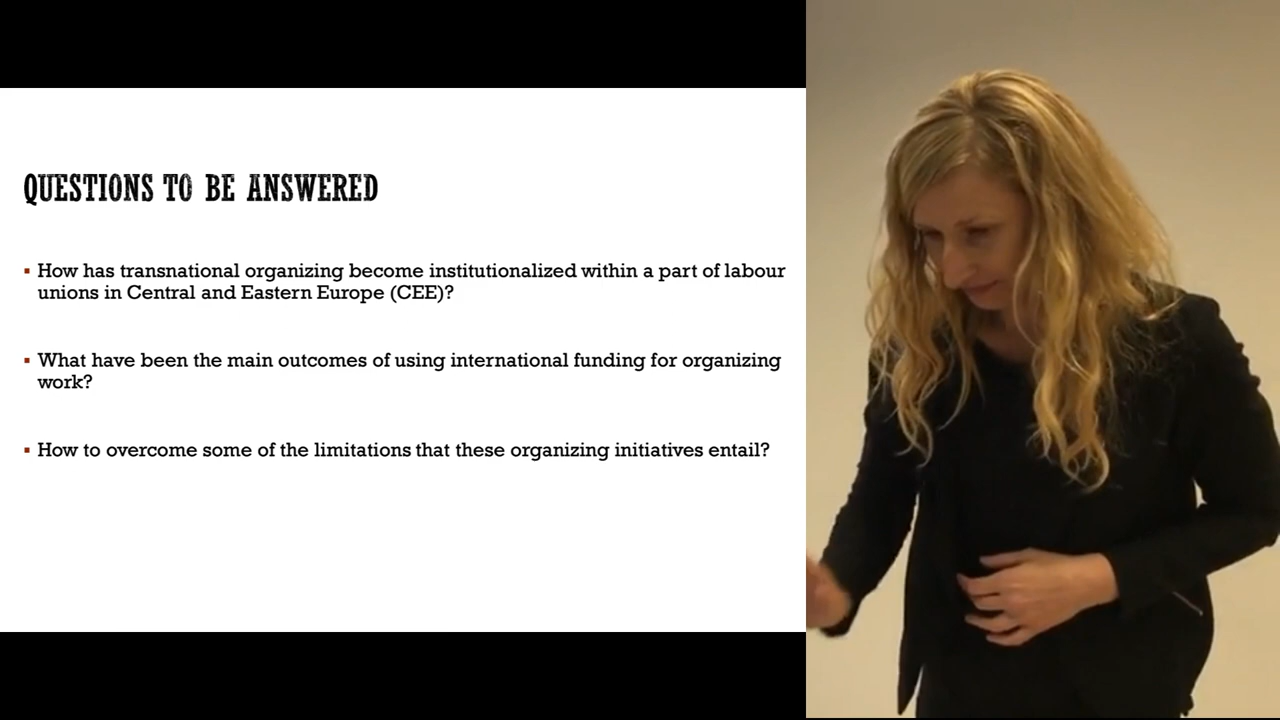 QUESTIONS TO BE ANSWERED
▪ How has transnational organizing become institutionalized within a part of labour
unions in Central and Eastern Europe (CEE)?
▪ What have been the main outcomes of using international funding for organizing
work?
▪ How to overcome some of the limitations that these organizing initiatives entail?